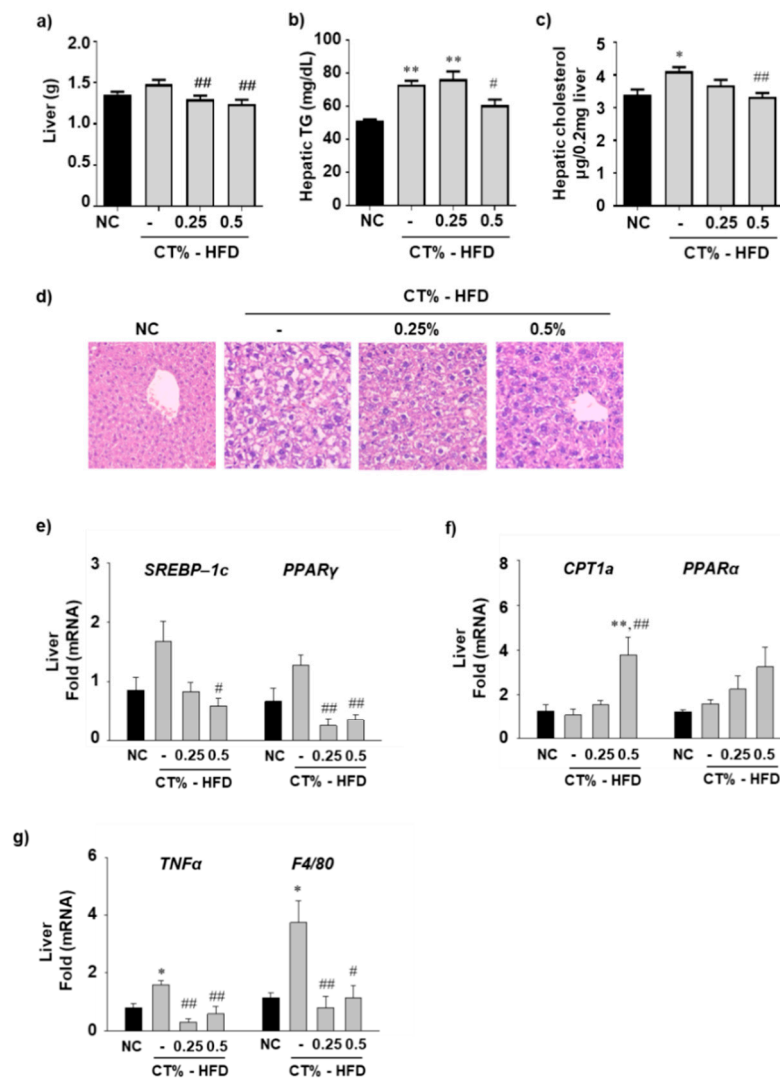 a)
Liver (g)
2.0
1.5
1.0
0.5
0.0
## ##
NC - 0.25 0.5
CT% - HFD
b)
Hepatic TG (mg/dL)
100
80
60
40
20
0
** ** #
NC - 0.25 0.5
CT% - HFD
c)
Hepatic cholesterol
µg/0.2mg liver
5
4
3
2
1
0
* ##
NC - 0.25 0.5
CT% - HFD
d)
CT% - HFD
NC - 0.25% 0.5%
e)
Liver
Fold (mRNA)
3
2
1
0
SREBP–1c PPARγ
# ## ##
NC - 0.25 0.5 NC - 0.25 0.5
CT% - HFD CT% - HFD
f)
Liver
Fold (mRNA)
8
6
4
2
0
CPT1a PPARα
**,##
NC - 0.25 0.5 NC - 0.25 0.5
CT% - HFD CT% - HFD
g)
Liver
Fold (mRNA)
6
4
2
0
TNFα F4/80
* ## ## * ## #
NC - 0.25 0.5 NC - 0.25 0.5
CT% - HFD CT% - HFD